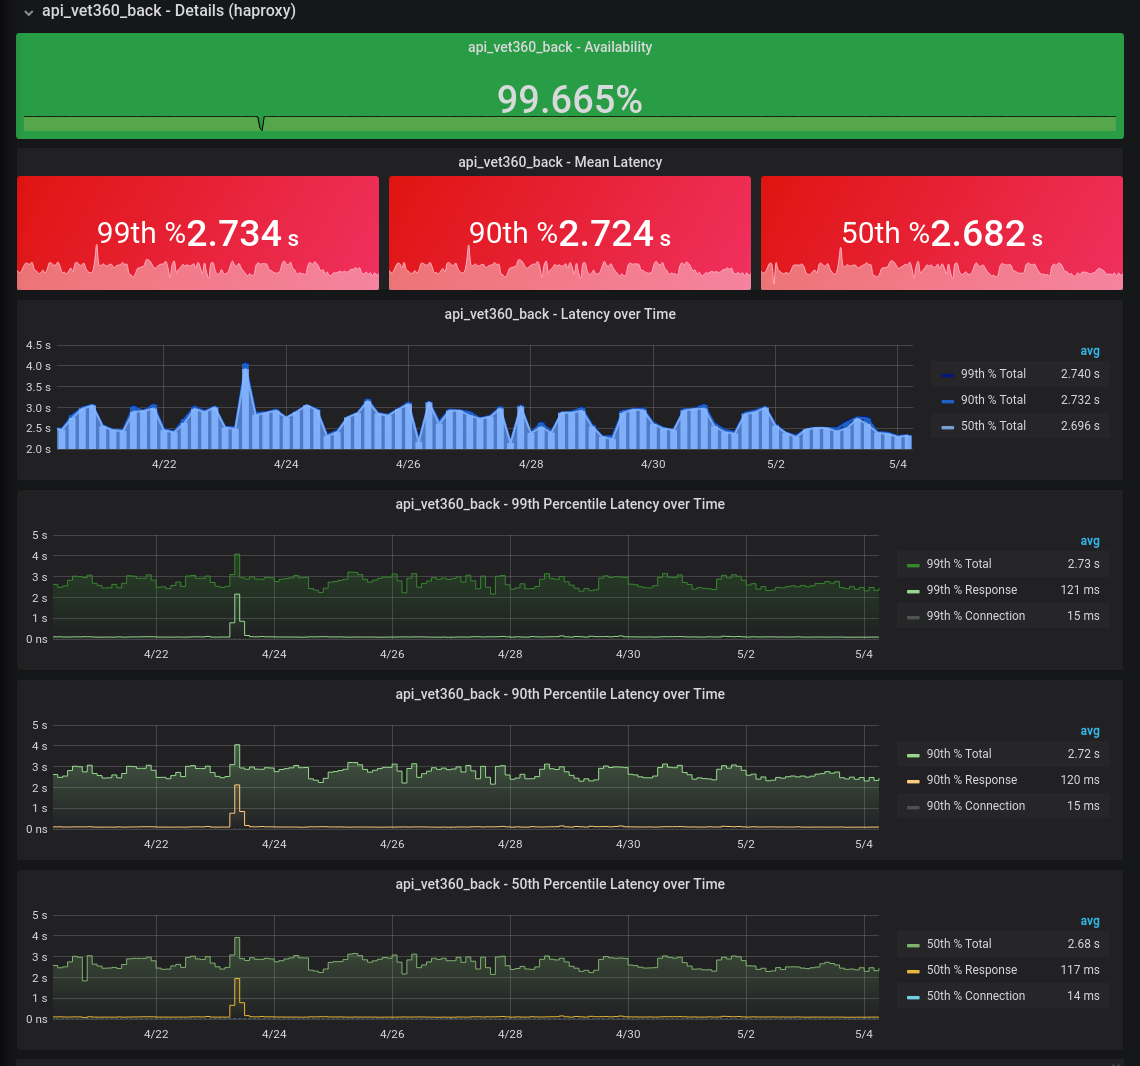 api_vet360_back - Details (haproxy)
api_vet360_back - Availability
99.665%
api_vet360_back - Mean Latency
99th % 2.734 s
90th % 2.724 s
50th % 2.682 s
api_vet360_back - Latency over Time
4.5 s
4.0 s
3.5 s
3.0 s
2.5 s
2.0 s
4/22 4/24 4/26 4/28 4/30 5/2 5/4
avg
99th % Total 2.740 s
90th % Total 2.732 s
50th % Total 2.696 s
api_vet360_back - 99th Percentile Latency over Time
5 s
4 s
3 s
2 s
1 s
0 ns
4/22 4/24 4/26 4/28 4/30 5/2 5/4
avg
99th % Total 2.73 s
99th % Response 121 ms
99th % Connection 15 ms
api_vet360_back - 90th Percentile Latency over Time
5 s
4 s
3 s
2 s
1 s
0 ns
4/22 4/24 4/26 4/28 4/30 5/2 5/4
avg
90th % Total 2.72 s
90th % Response 120 ms
90th % Connection 15 ms
api_vet360_back - 50th Percentile Latency over Time
5 s
4 s
3 s
2 s
1 s
0 ns
4/22 4/24 4/26 4/28 4/30 5/2 5/4
avg
50th % Total 2.68 s
50th % Response 117 ms
50th % Connection 14 ms